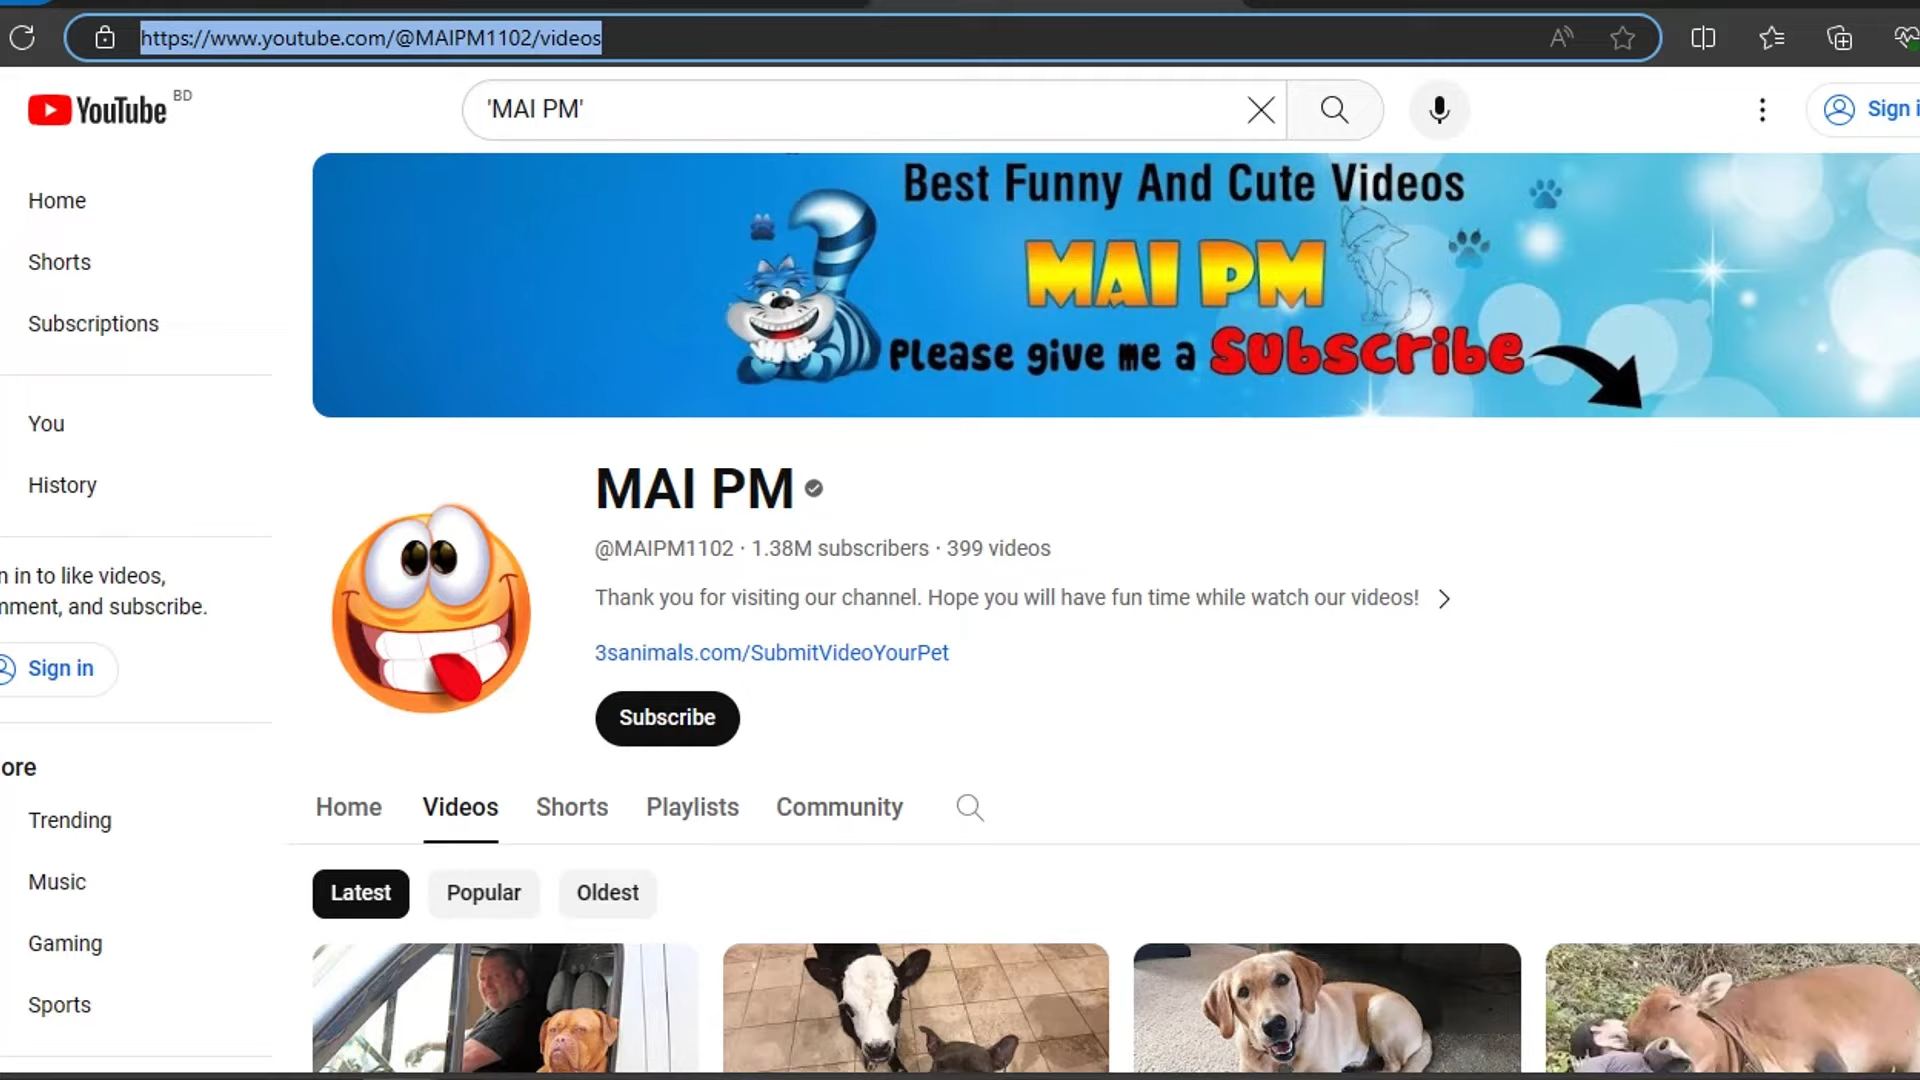 https://www.youtube.com/@MAIPM1102/videos
YouTube BD
'MAI PM'
Sign i
Home
Shorts
Subscriptions
You
History
n in to like videos,
mment, and subscribe.
Sign in
ore
Trending
Music
Gaming
Sports
Best Funny And Cute Videos
MAI PM
Please give me a Subscribe
MAI PM
@MAIPM1102 · 1.38M subscribers · 399 videos
Thank you for visiting our channel. Hope you will have fun time while watch our videos!
3sanimals.com/SubmitVideoYourPet
Subscribe
Home Videos Shorts Playlists Community
Latest Popular Oldest